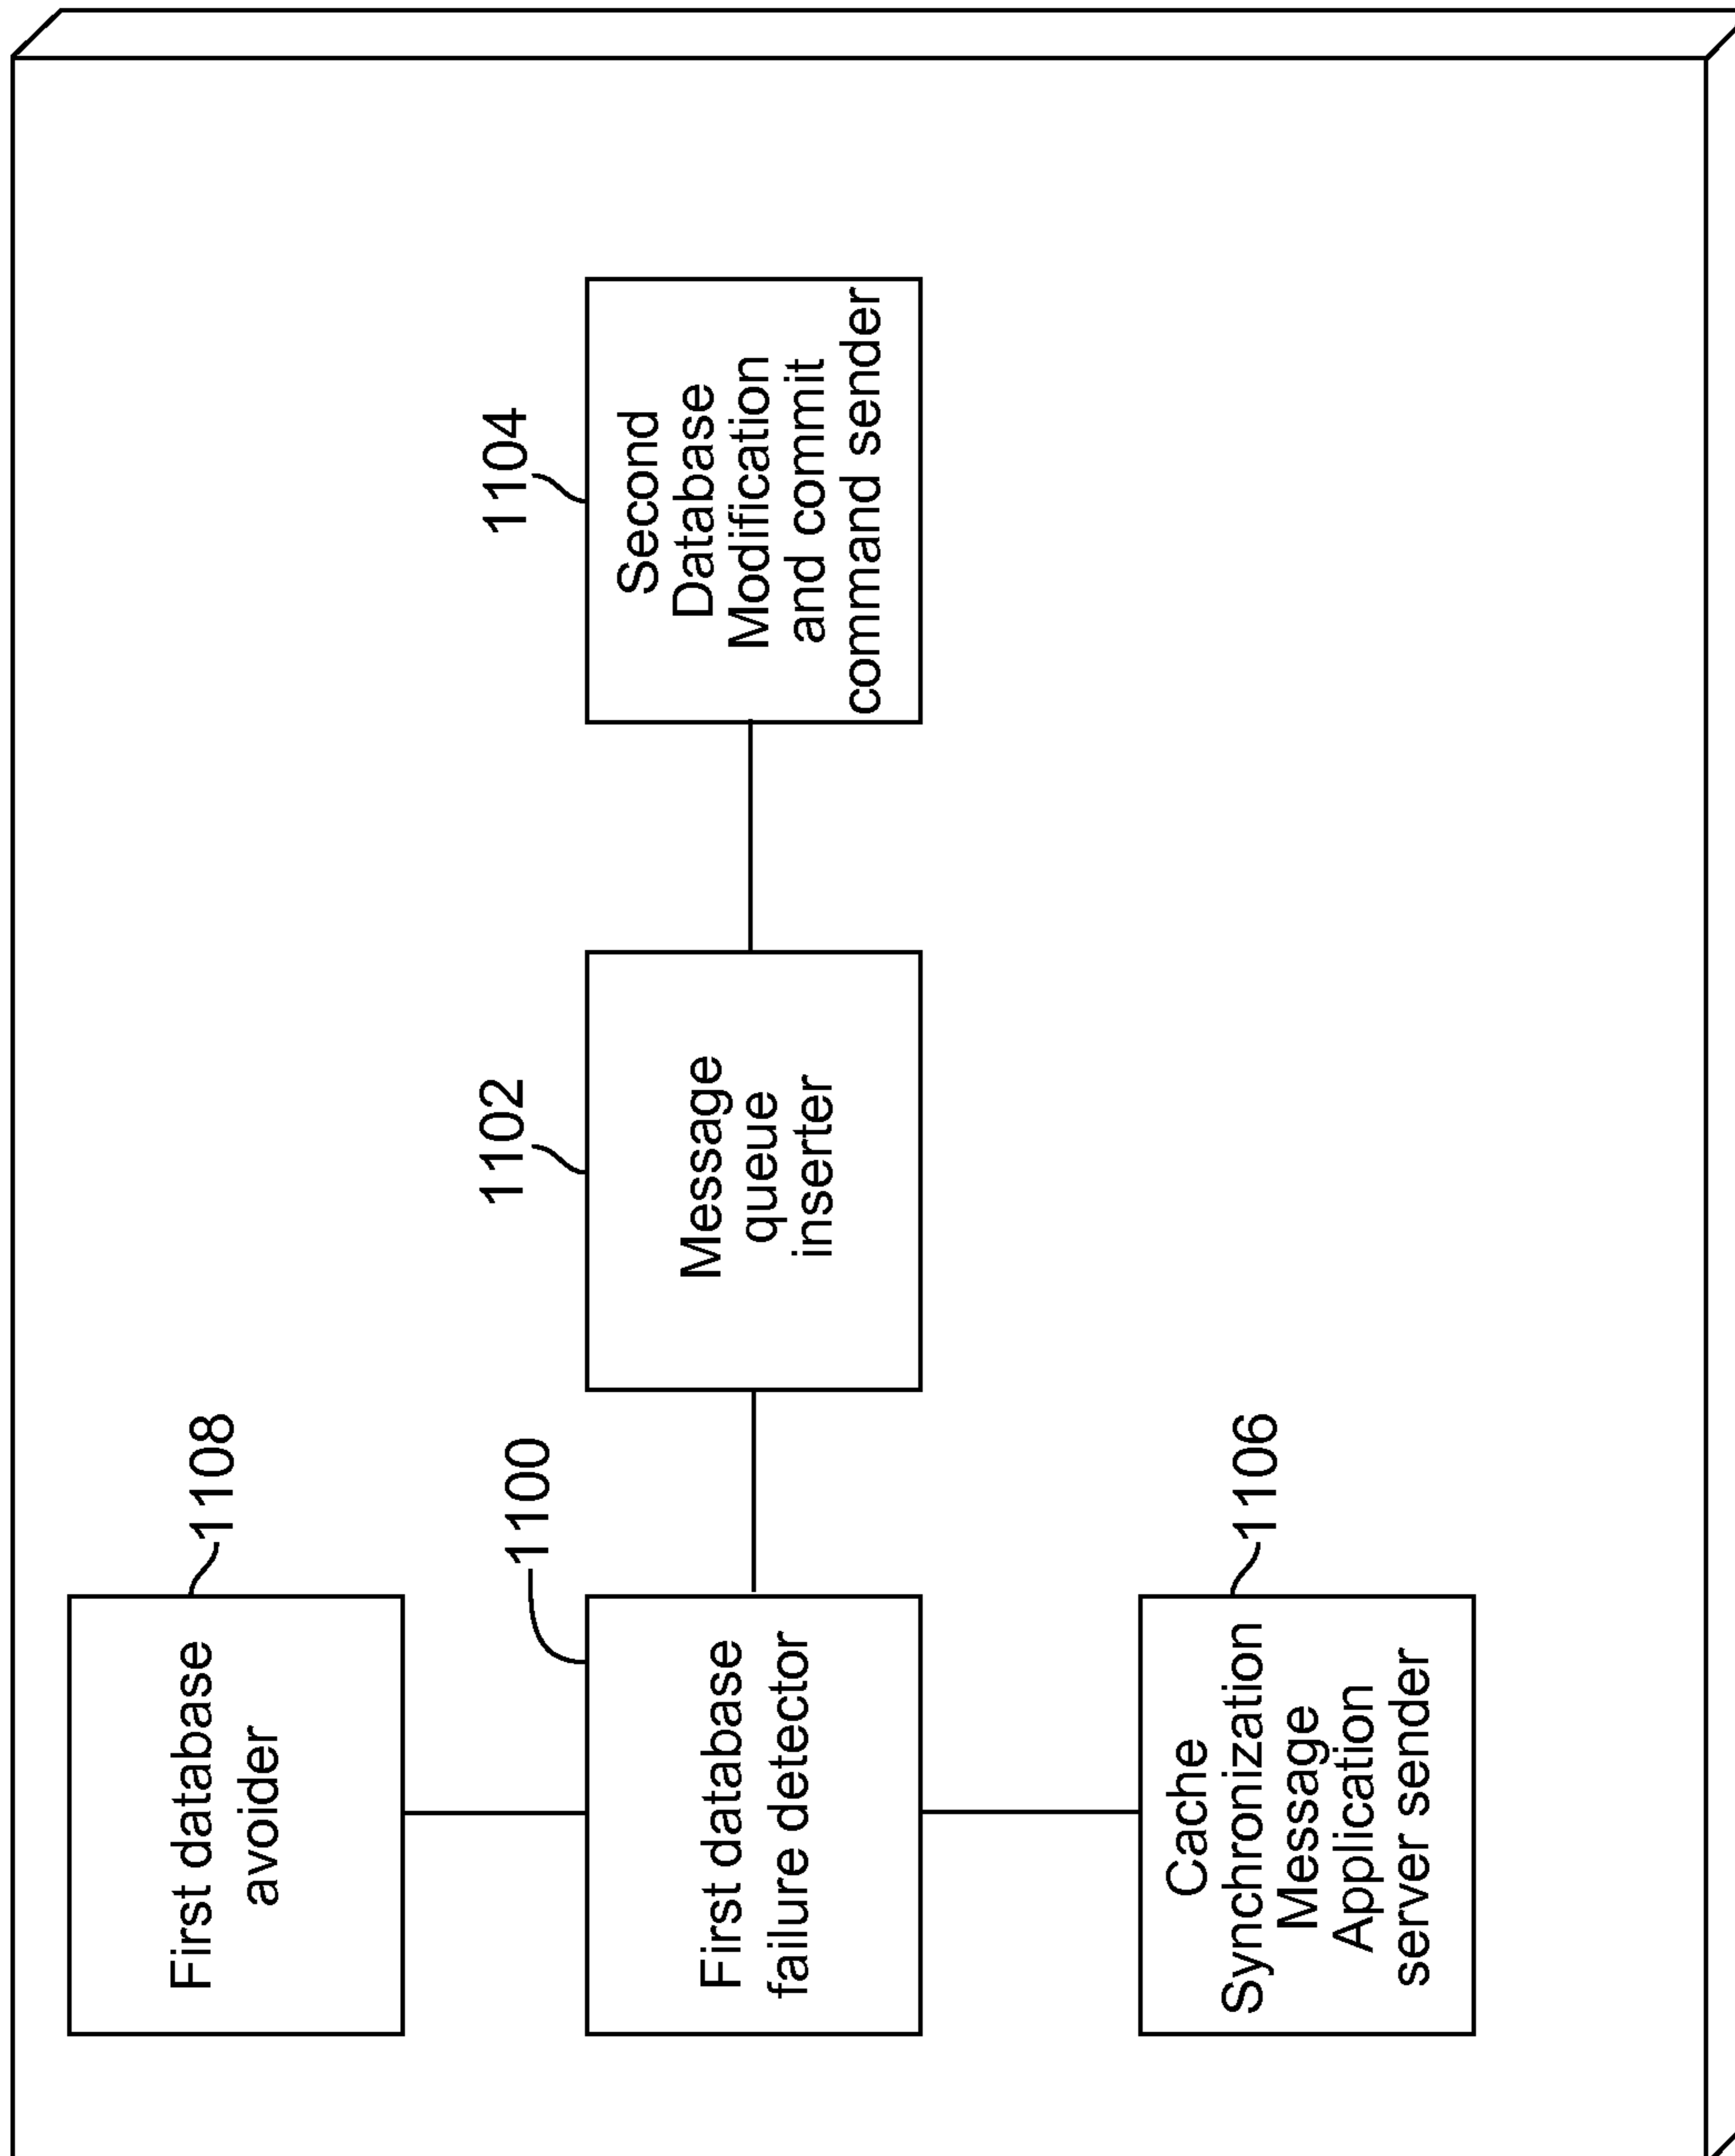 1108
First database
avoider
1100
First database
failure detector
1106
Cache
Synchronization
Message
Application
server sender
1102
Message
queue
inserter
1104
Second
Database
Modification
and commit
command sender